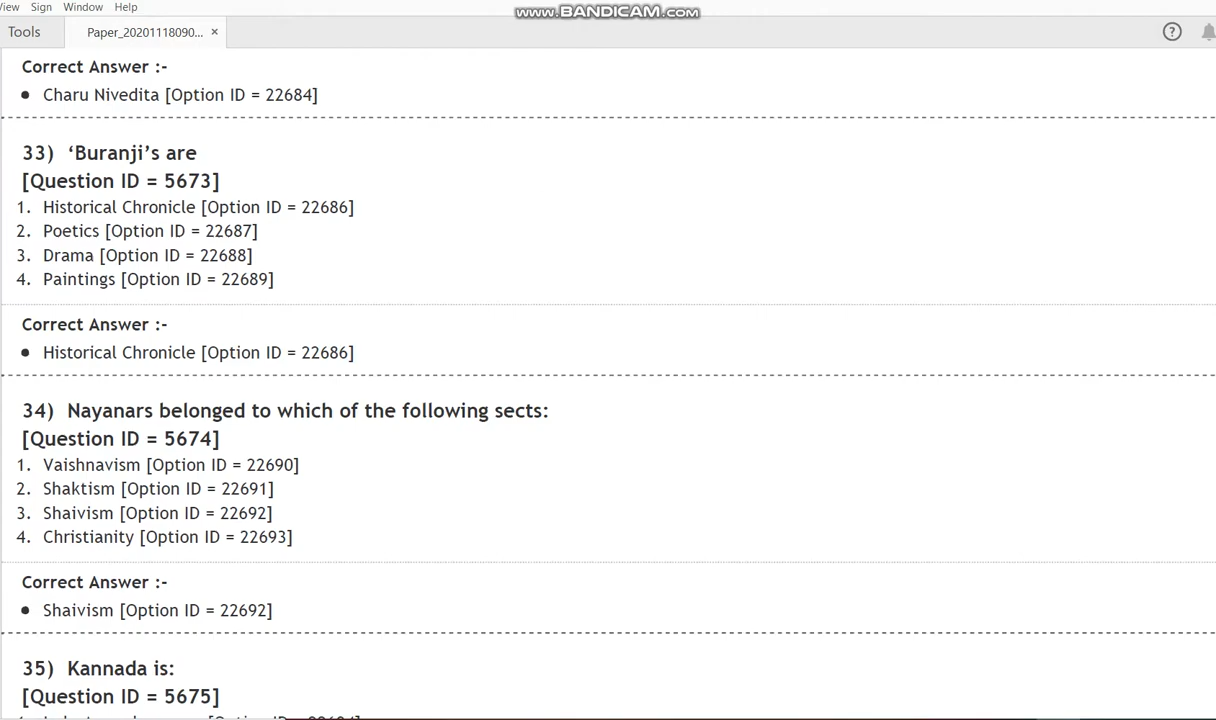 View Sign Window Help
www.BANDICAM.com
Tools Paper_20201118090... × ?
Correct Answer :-
• Charu Nivedita [Option ID = 22684]
33) ‘Buranji’s are
[Question ID = 5673]
1. Historical Chronicle [Option ID = 22686]
2. Poetics [Option ID = 22687]
3. Drama [Option ID = 22688]
4. Paintings [Option ID = 22689]
Correct Answer :-
• Historical Chronicle [Option ID = 22686]
34) Nayanars belonged to which of the following sects:
[Question ID = 5674]
1. Vaishnavism [Option ID = 22690]
2. Shaktism [Option ID = 22691]
3. Shaivism [Option ID = 22692]
4. Christianity [Option ID = 22693]
Correct Answer :-
• Shaivism [Option ID = 22692]
35) Kannada is:
[Question ID = 5675]